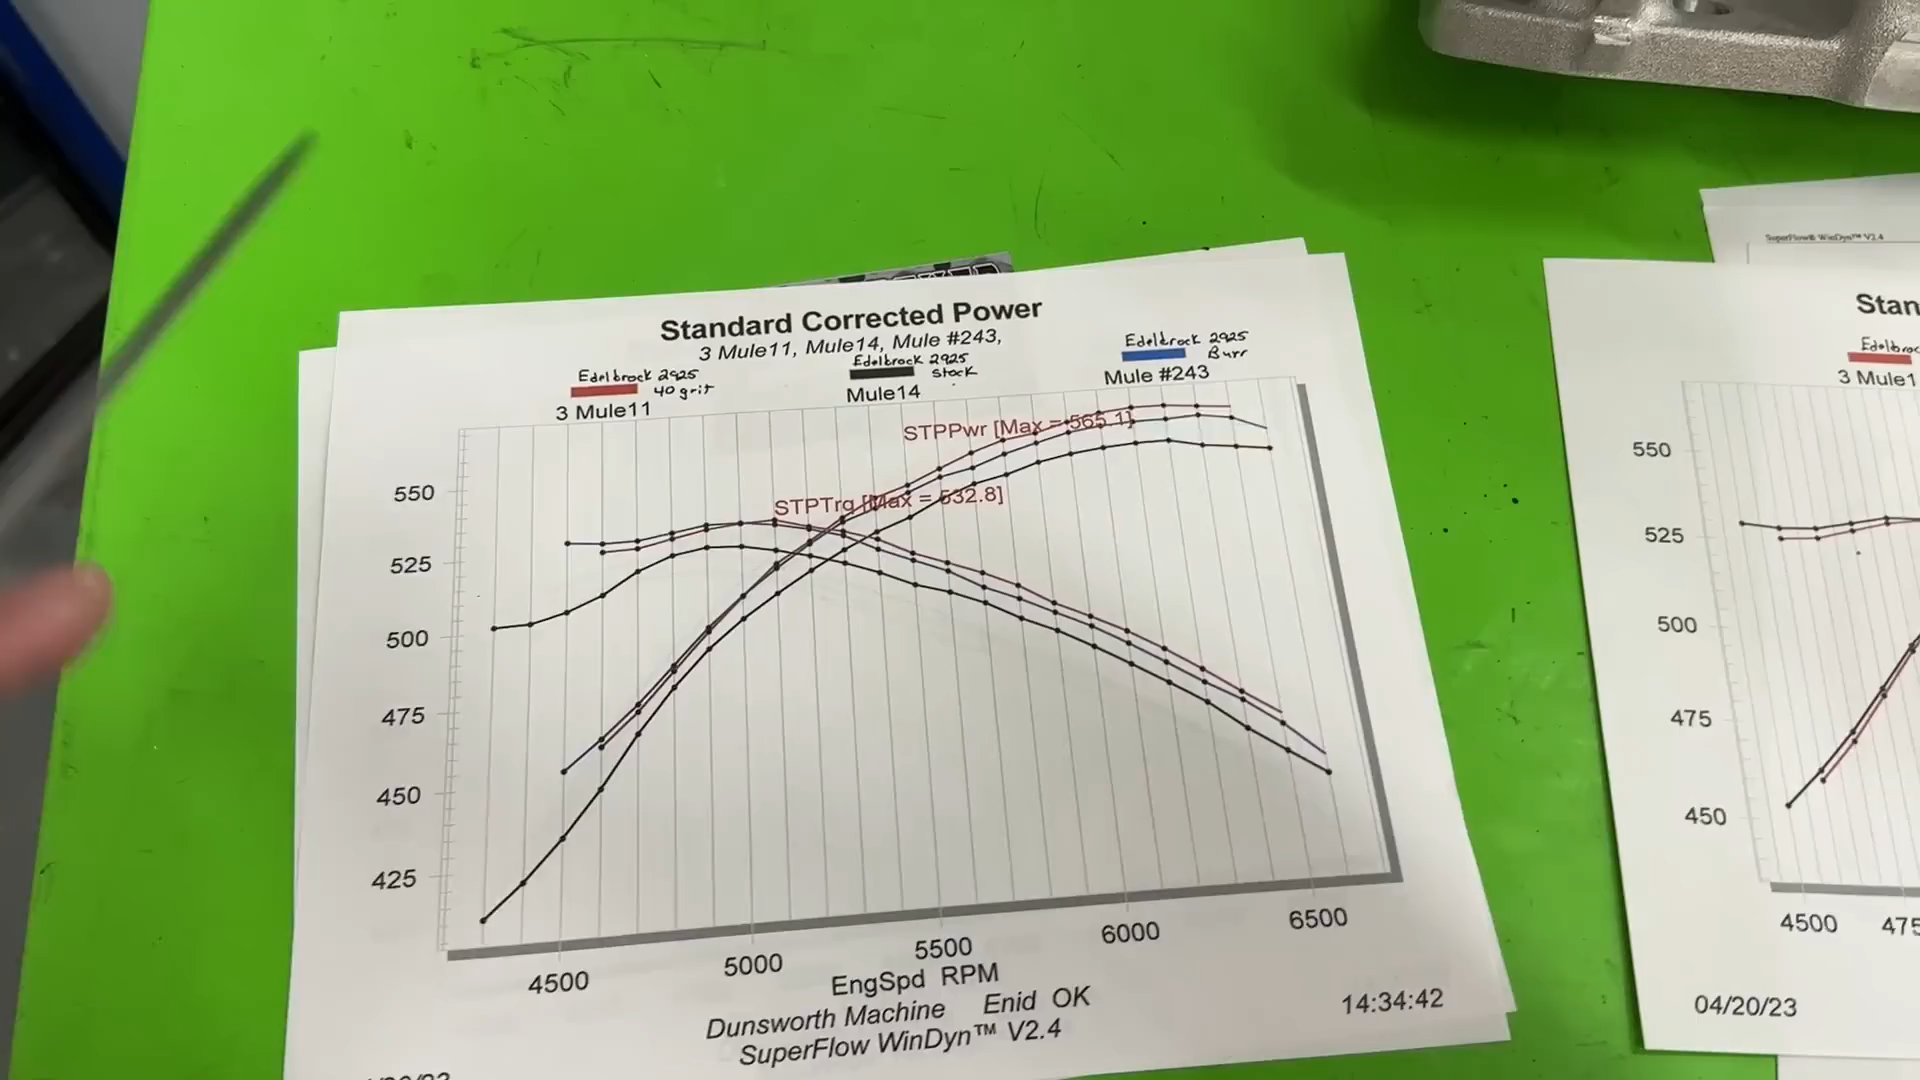 Standard Corrected Power
3 Mule11, Mule14, Mule #243,
Edelbrock 2925
40 grit
3 Mule11
Edelbrock 2925
stock
Mule14
Edelbrock 2925
Burr
Mule #243
STPPwr [Max = 565.1]
STPTrq [Max = 532.8]
550
525
500
475
450
425
4500
5000
5500
6000
6500
EngSpd RPM
Dunsworth Machine Enid OK
SuperFlow WinDyn™ V2.4
14:34:42
SuperFlow® WinDyn™ V2.4
Stan
Edelbroc
3 Mule1
550
525
500
475
450
4500
475
04/20/23